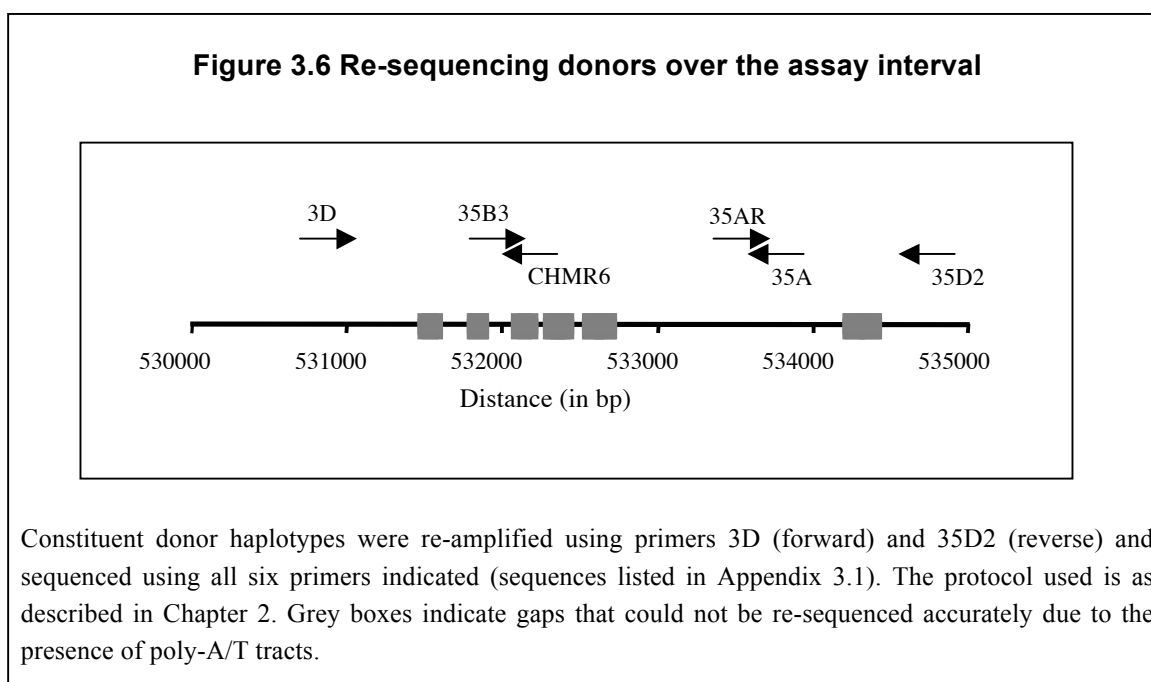 Figure 3.6 Re-sequencing donors over the assay interval
3D
35B3
35AR
CHMR6
35A
35D2
530000 531000 532000 533000 534000 535000
Distance (in bp)
Constituent donor haplotypes were re-amplified using primers 3D (forward) and 35D2 (reverse) and
sequenced using all six primers indicated (sequences listed in Appendix 3.1). The protocol used is as
described in Chapter 2. Grey boxes indicate gaps that could not be re-sequenced accurately due to the
presence of poly-A/T tracts.